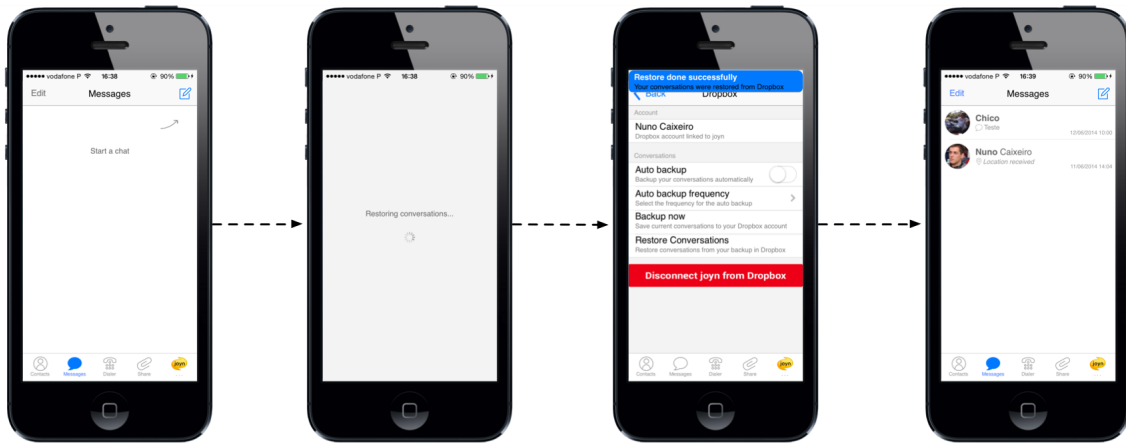 vodafone P 16:38 90%
Edit Messages
Start a chat
Contacts Messages Dialer Share joyn
vodafone P 16:38 90%
Restoring conversations...
Restore done successfully
Your conversations were restored from Dropbox
Back Dropbox
Account
Nuno Caixeiro
Dropbox account linked to joyn
Conversations
Auto backup
Backup your conversations automatically
Auto backup frequency
Select the frequency for the auto backup
Backup now
Save current conversations to your Dropbox account
Restore Conversations
Restore conversations from your backup in Dropbox
Disconnect joyn from Dropbox
Contacts Messages Dialer Share joyn
vodafone P 16:39 90%
Edit Messages
Chico
Teste
12/06/2014 10:50
Nuno Caixeiro
Location received
11/06/2014 14:04
Contacts Messages Dialer Share joyn